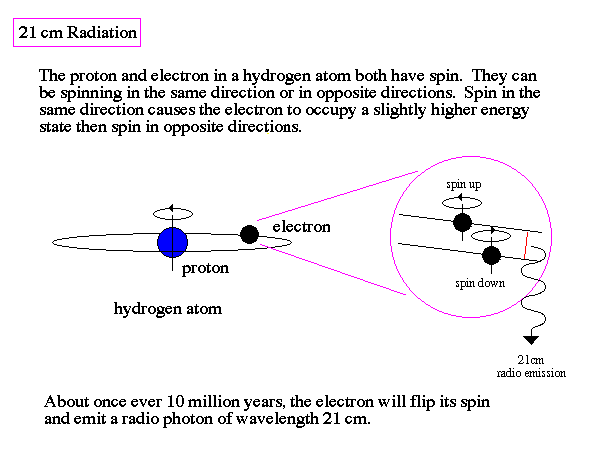 21 cm Radiation
The proton and electron in a hydrogen atom both have spin. They can
be spinning in the same direction or in opposite directions. Spin in the
same direction causes the electron to occupy a slightly higher energy
state then spin in opposite directions.
spin up
electron
proton
spin down
hydrogen atom
21cm
radio emission
About once ever 10 million years, the electron will flip its spin
and emit a radio photon of wavelength 21 cm.